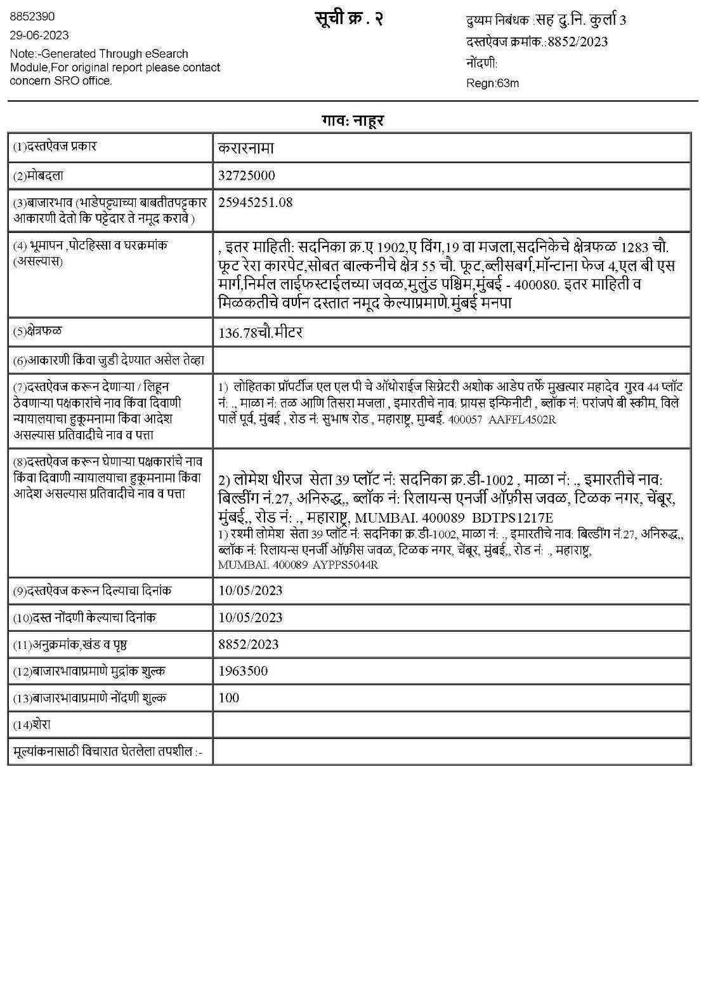 8852390
29-06-2023
Note:-Generated Through eSearch
Module,For original report please contact
concern SRO office.
सूची क्र . २
दुय्यम निबंधक :सह दु.नि. कुर्ला 3
दस्तऐवज क्रमांक.:8852/2023
नोंदणी:
Regn:63m
गाव: नाहूर
(1)दस्तऐवज प्रकार
करारनामा
(2)मोबदला
32725000
(3)बाजारभाव (भाडेपट्ट्याच्या बाबतीतपट्टकार
आकारणी देतो कि पट्टेदार ते नमूद करावे )
25945251.08
(4) भूमापन ,पोटहिस्सा व घरक्रमांक
(असल्यास)
, इतर माहिती: सदनिका क्र.ए 1902,ए विंग,19 वा मजला,सदनिकेचे क्षेत्रफळ 1283 चौ.
फूट रेरा कारपेट,सोबत बाल्कनीचे क्षेत्र 55 चौ. फूट,ब्लीसबर्ग,मॉन्टाना फेज 4,एल बी एस
मार्ग,निर्मल लाईफस्टाईलच्या जवळ,मुलुंड पश्चिम,मुंबई - 400080. इतर माहिती व
मिळकतीचे वर्णन दस्तात नमूद केल्याप्रमाणे.मुंबई मनपा
(5)क्षेत्रफळ
136.78चौ.मीटर
(6)आकारणी किंवा जुडी देण्यात असेल तेव्हा
(7)दस्तऐवज करून देणाऱ्या / लिहून
ठेवणाऱ्या पक्षकारांचे नाव किंवा दिवाणी
न्यायालयाचा हुकूमनामा किंवा आदेश
असल्यास प्रतिवादीचे नाव व पत्ता
1) लोहितका प्रॉपर्टीज एल एल पी चे ऑथोराईज सिग्नेटरी अशोक आडेप तर्फे मुखत्यार महादेव गुरव 44 प्लॉट
नं: ., माळा नं: तळ आणि तिसरा मजला , इमारतीचे नाव: प्रायस इन्फिनीटी , ब्लॉक नं: परांजपे बी स्कीम, विले
पार्ले पूर्व, मुंबई , रोड नं: सुभाष रोड , महाराष्ट्र, मुम्बई. 400057 AAFFL4502R
(8)दस्तऐवज करून घेणाऱ्या पक्षकारांचे नाव
किंवा दिवाणी न्यायालयाचा हुकूमनामा किंवा
आदेश असल्यास प्रतिवादीचे नाव व पत्ता
2) लोमेश धीरज सेता 39 प्लॉट नं: सदनिका क्र.डी-1002 , माळा नं: ., इमारतीचे नाव:
बिल्डींग नं.27, अनिरुद्ध,, ब्लॉक नं: रिलायन्स एनर्जी ऑफ़ीस जवळ, टिळक नगर, चेंबूर,
मुंबई,, रोड नं: ., महाराष्ट्र, MUMBAI. 400089 BDTPS1217E
1) रश्मी लोमेश सेता 39 प्लॉट नं: सदनिका क्र.डी-1002, माळा नं: ., इमारतीचे नाव: बिल्डींग नं.27, अनिरुद्ध,,
ब्लॉक नं: रिलायन्स एनर्जी ऑफ़ीस जवळ, टिळक नगर, चेंबूर, मुंबई,, रोड नं: ., महाराष्ट्र,
MUMBAI. 400089 AYPPS5044R
(9)दस्तऐवज करून दिल्याचा दिनांक
10/05/2023
(10)दस्त नोंदणी केल्याचा दिनांक
10/05/2023
(11)अनुक्रमांक,खंड व पृष्ठ
8852/2023
(12)बाजारभावाप्रमाणे मुद्रांक शुल्क
1963500
(13)बाजारभावाप्रमाणे नोंदणी शुल्क
100
(14)शेरा
मूल्यांकनासाठी विचारात घेतलेला तपशील :-